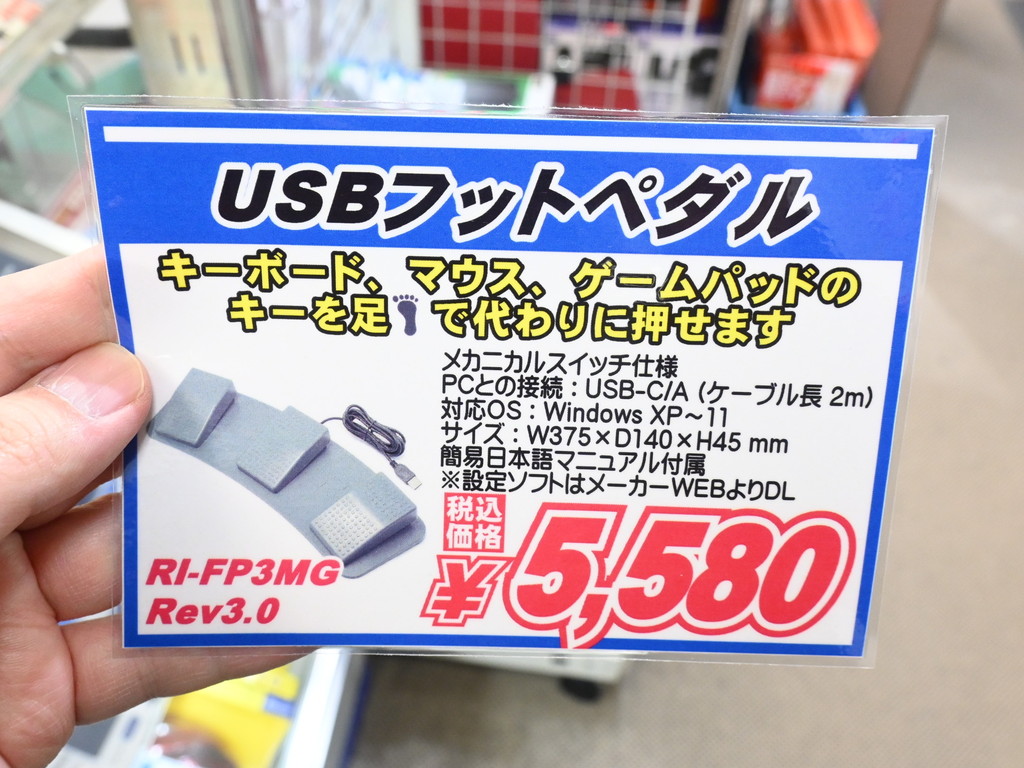 USBフットペダル
キーボード、マウス、ゲームパッドの
キーを足で代わりに押せます
メカニカルスイッチ仕様
PCとの接続：USB-C/A（ケーブル長 2m）
対応OS：Windows XP～11
サイズ：W375×D140×H45 mm
簡易日本語マニュアル付属
※設定ソフトはメーカーWEBよりDL
税込
価格
¥5,580
RI-FP3MG
Rev3.0